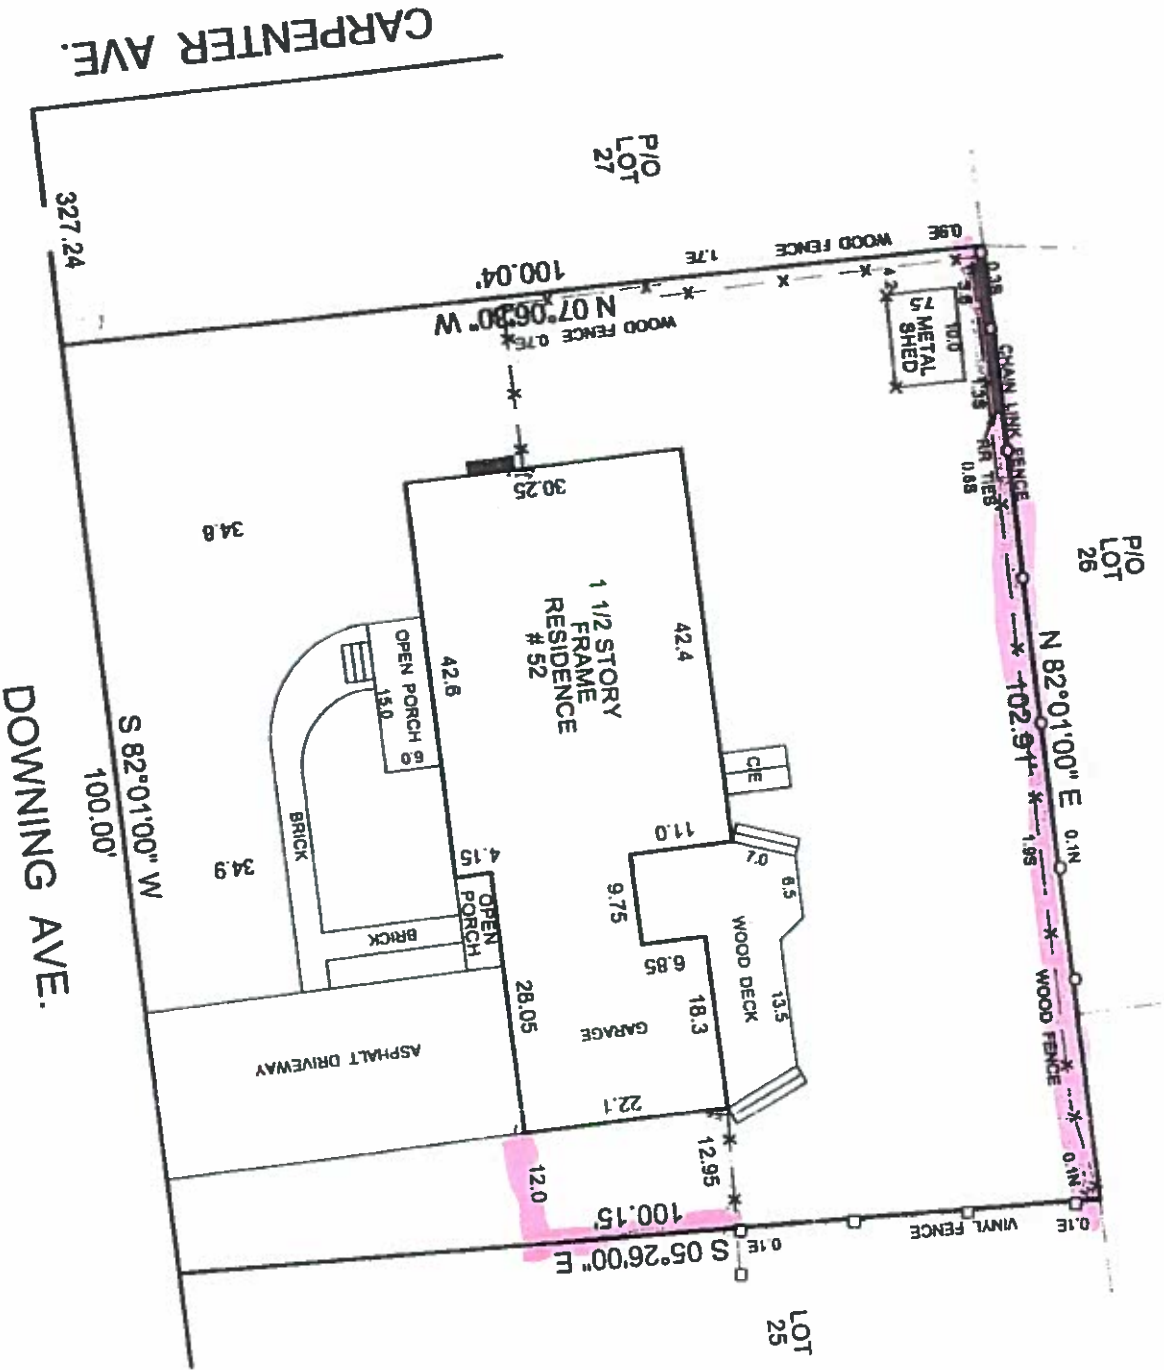 CARPENTER AVE.
327.24
P/O
LOT
27
100.04'
N 07°06'30" W
WOOD FENCE
1.7E
WOOD FENCE
0.9E
WOOD FENCE 0.7E
4.2
7.5
METAL
SHED
10.0
CHAIN LINK FENCE
RR TIES
0.6S
P/O
LOT
26
N 82°01'00" E
102.91'
0.1N
1.9S
WOOD FENCE
0.1N
0.1E
VINYL FENCE
30.25
34.8
1 1/2 STORY
FRAME
RESIDENCE
# 52
42.4
42.6
OPEN PORCH
15.0
6.0
C/E
BRICK
34.9
BRICK
4.15
OPEN
PORCH
11.0
9.75
6.85
7.0
6.5
WOOD DECK
13.5
18.3
GARAGE
28.05
22.1
ASPHALT DRIVEWAY
12.0
12.95
100.15'
S 05°26'00" E
0.1E
LOT
25
S 82°01'00" W
100.00'
DOWNING AVE.